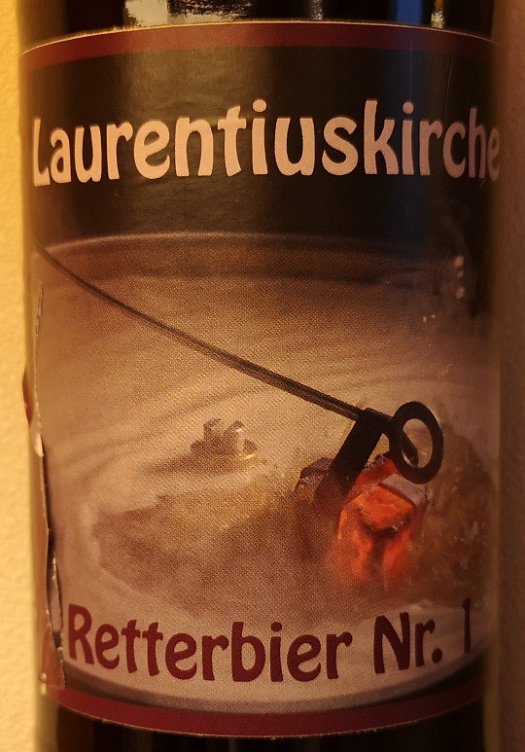 Laurentiuskirche
Retterbier Nr. 1